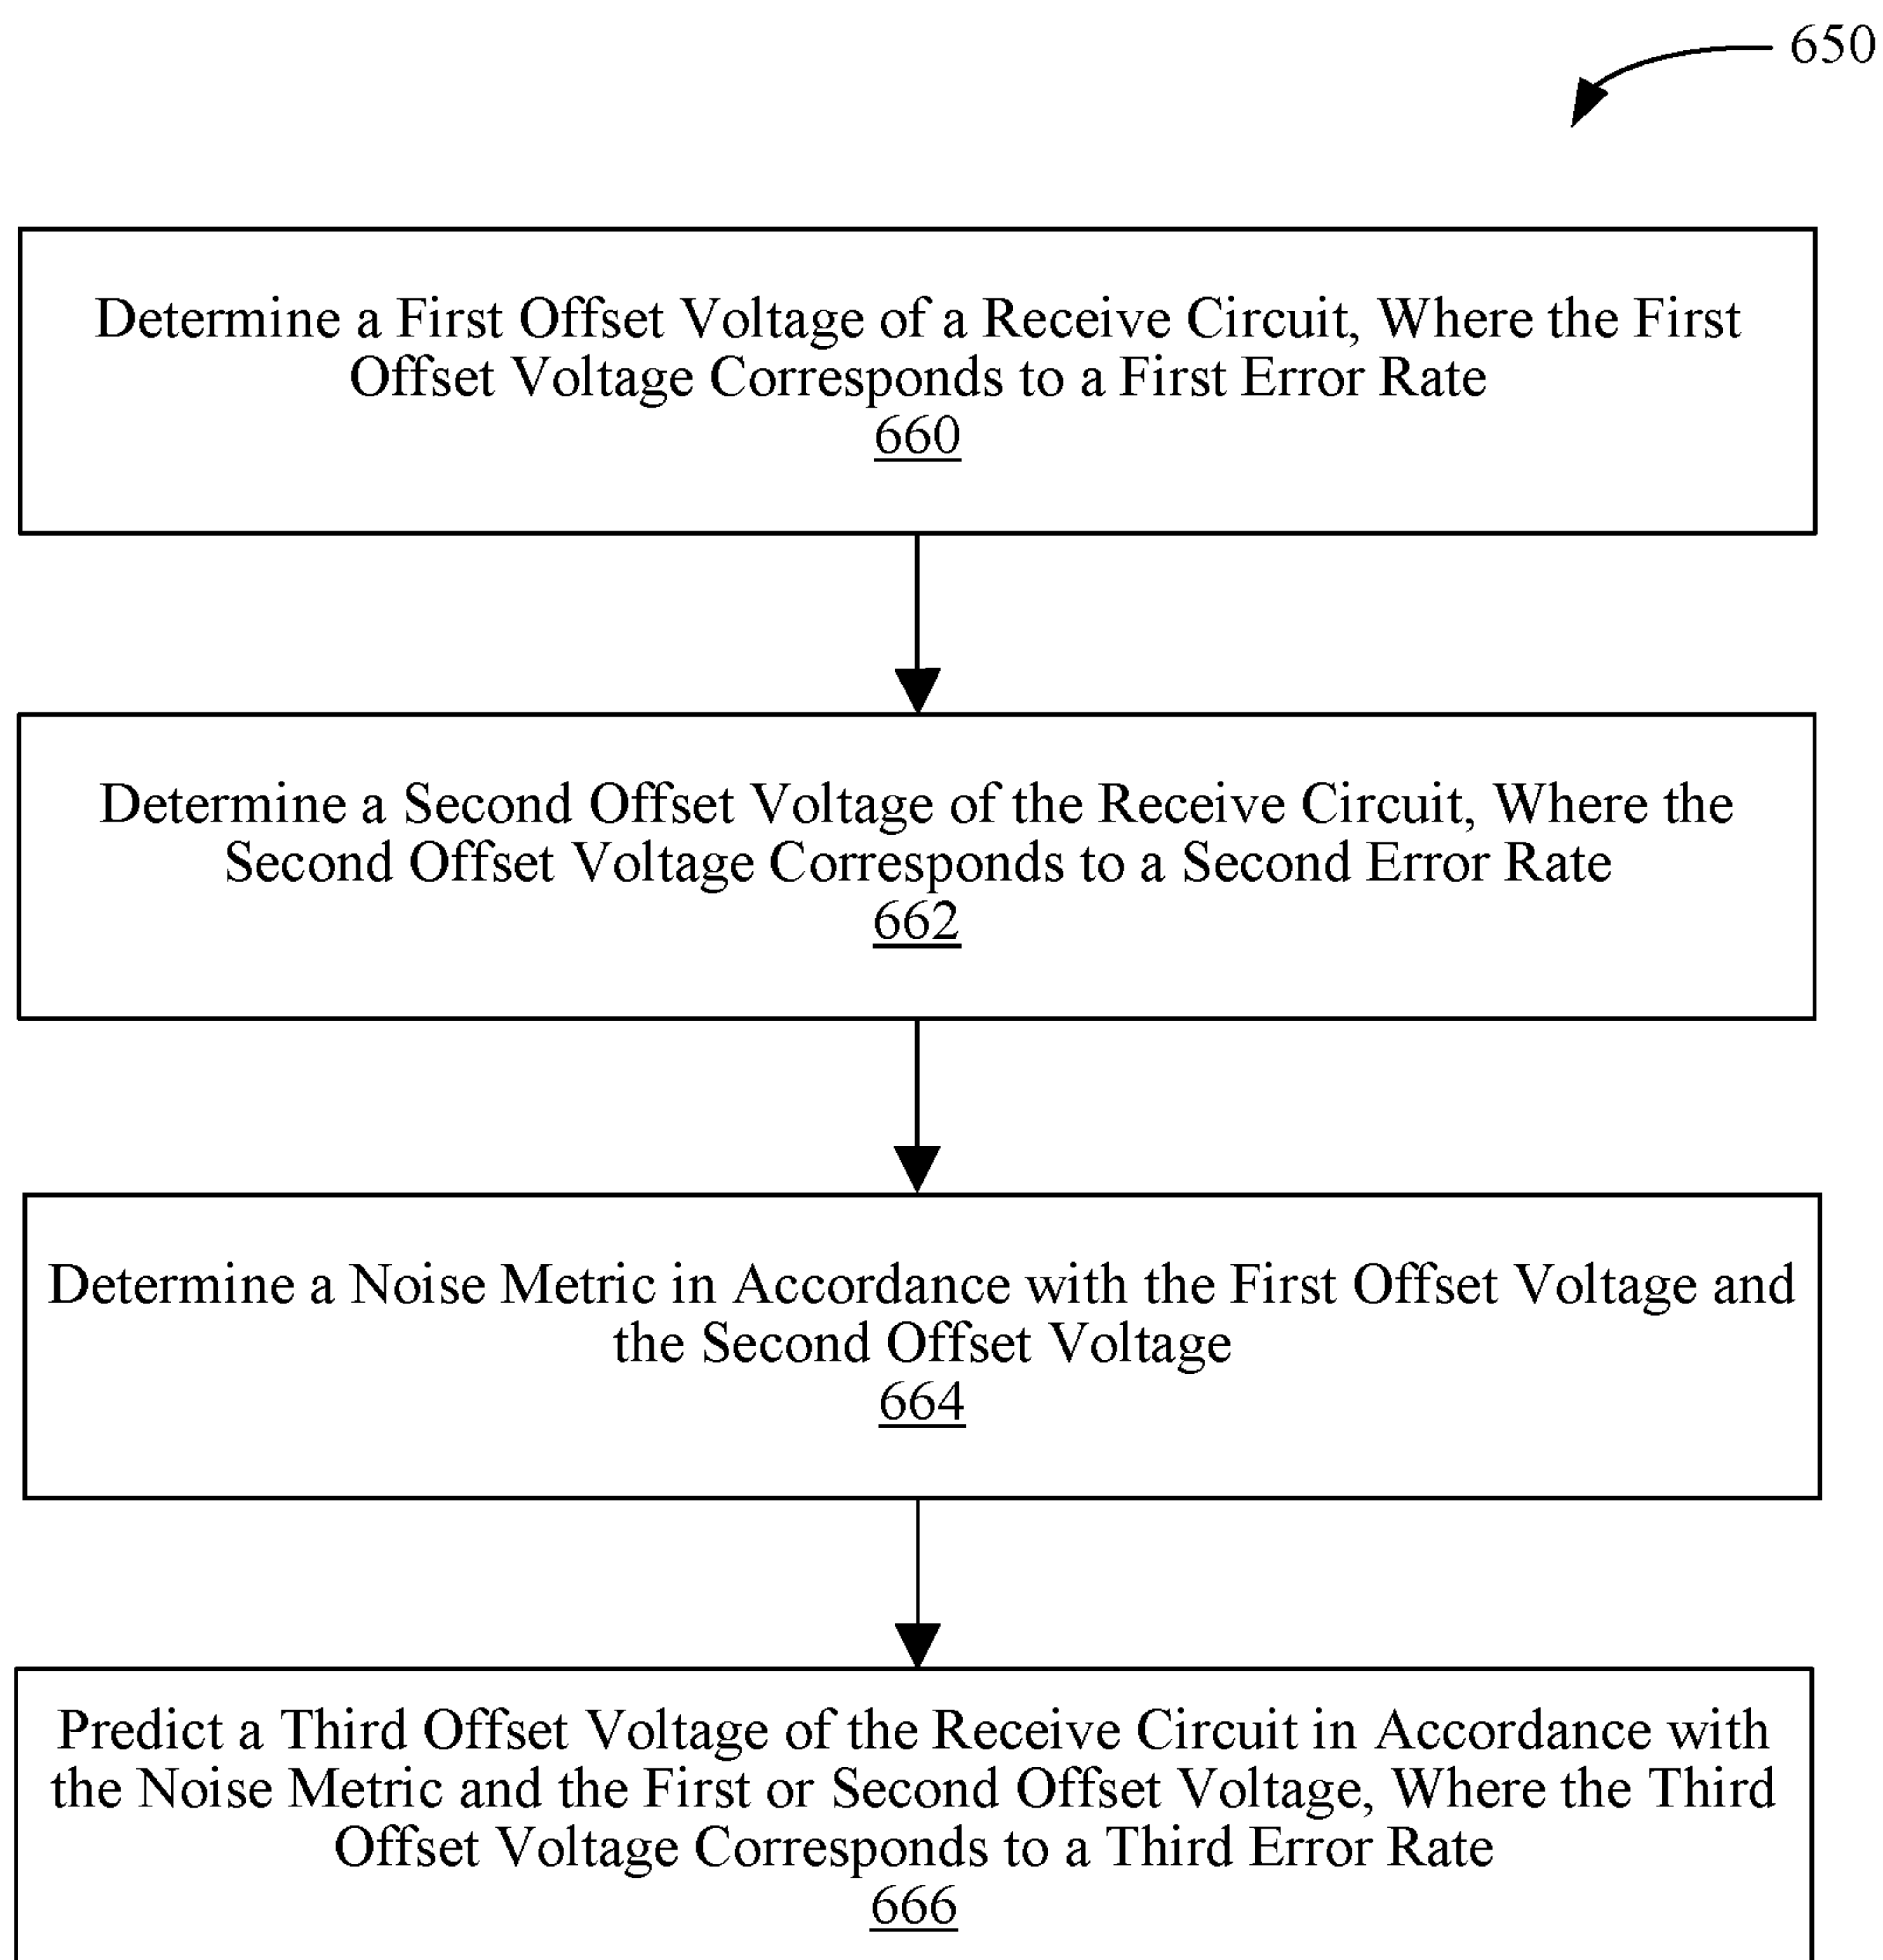 650
Determine a First Offset Voltage of a Receive Circuit, Where the First
Offset Voltage Corresponds to a First Error Rate
660
Determine a Second Offset Voltage of the Receive Circuit, Where the
Second Offset Voltage Corresponds to a Second Error Rate
662
Determine a Noise Metric in Accordance with the First Offset Voltage and
the Second Offset Voltage
664
Predict a Third Offset Voltage of the Receive Circuit in Accordance with
the Noise Metric and the First or Second Offset Voltage, Where the Third
Offset Voltage Corresponds to a Third Error Rate
666